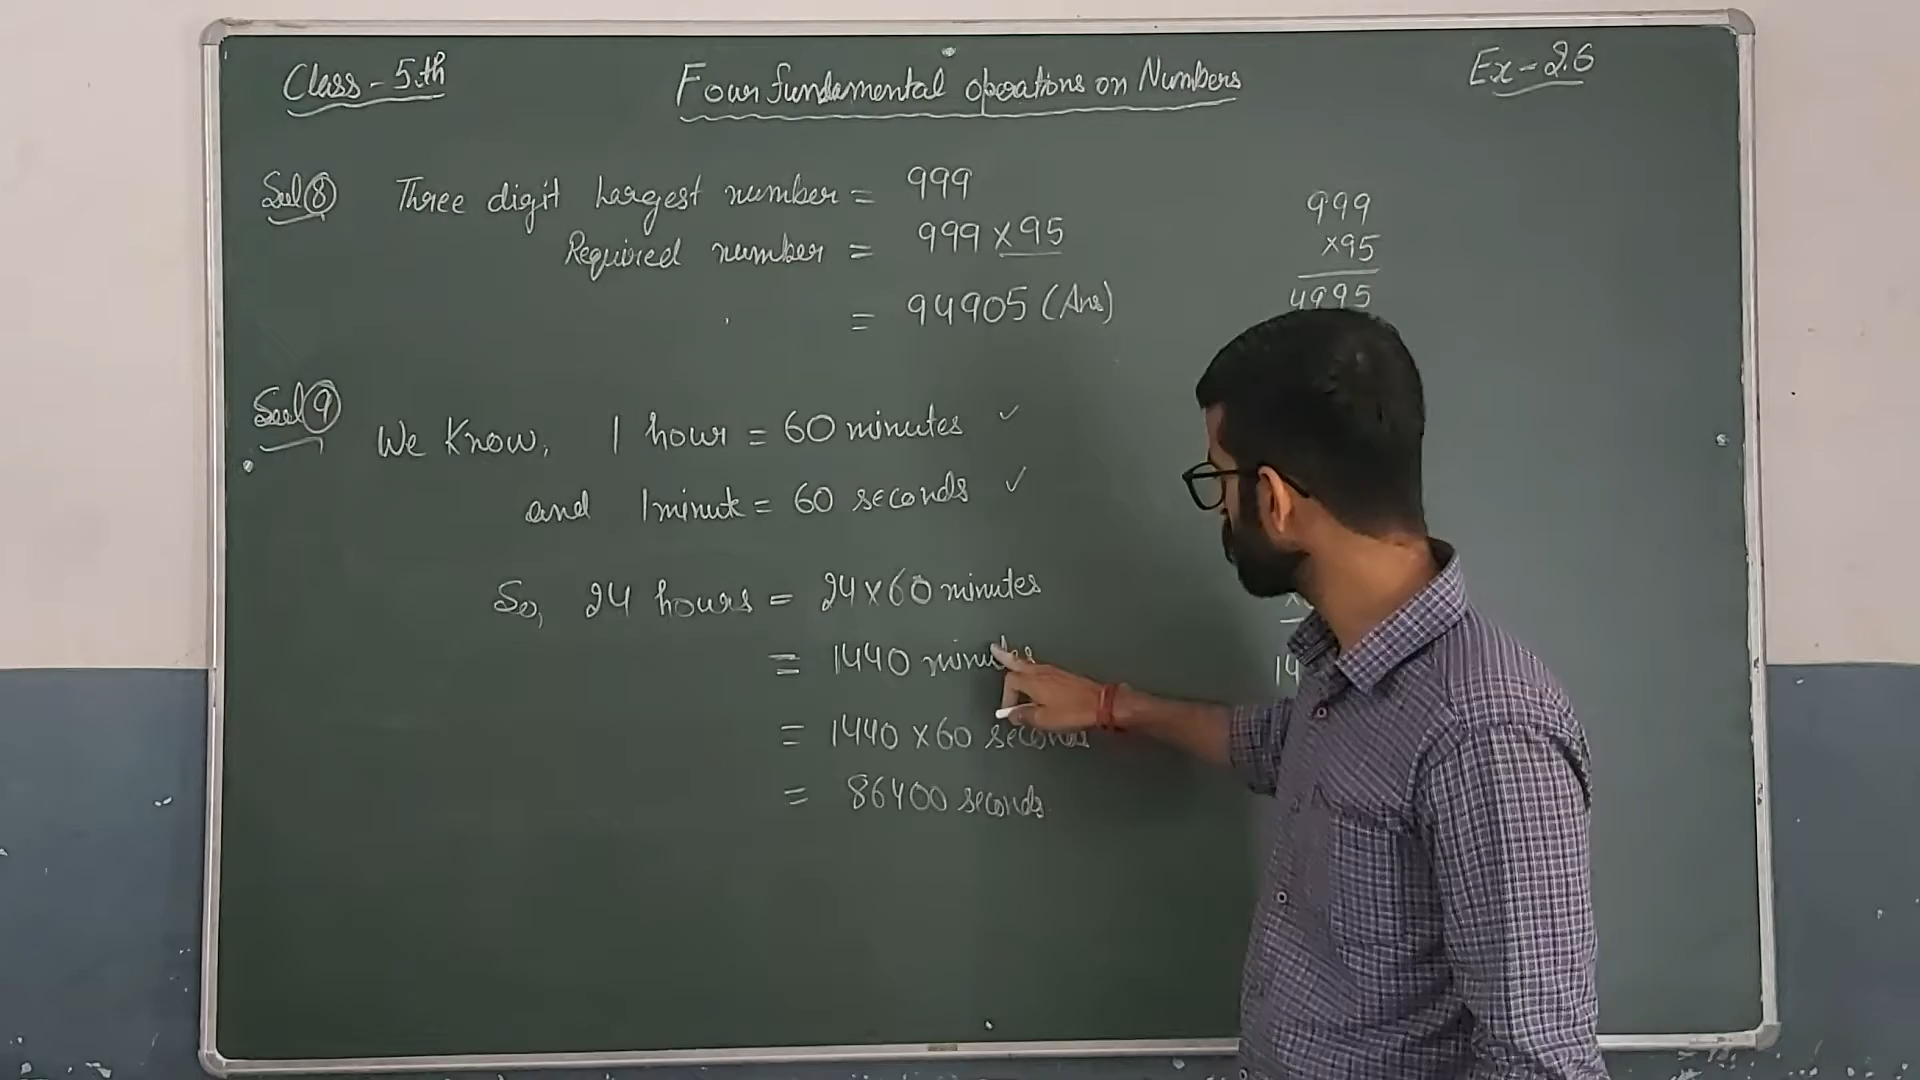 Class - 5th
Four fundamental operations on Numbers
Ex - 2.6
Sol 8 Three digit largest number = 999
Required number = 999 × 95
= 94905 (Ans)
999
×95
4995
Sol 9
We Know, 1 hour = 60 minutes ✓
and 1 minute = 60 seconds ✓
So, 24 hours = 24 × 60 minutes
= 1440 minutes
= 1440 × 60 seconds
= 86400 seconds
14